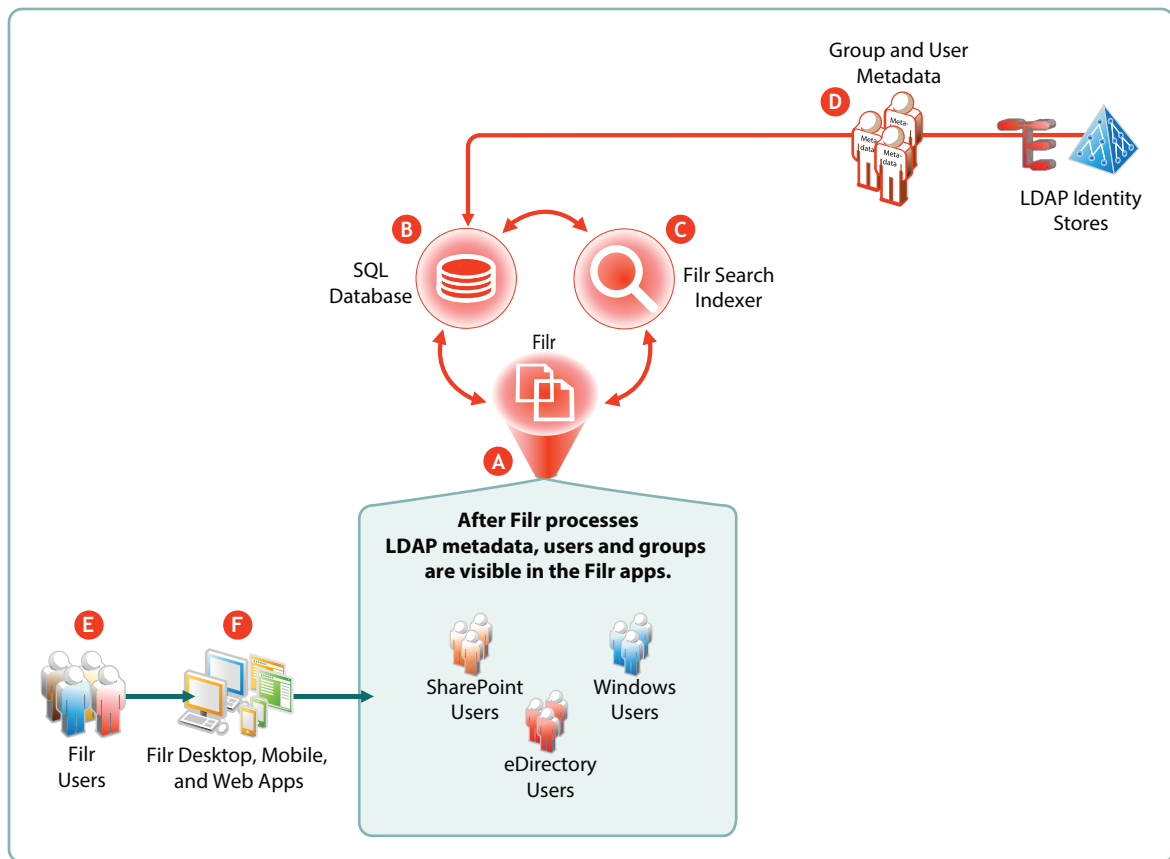 Group and User
Metadata
D
Meta-
data
Meta-
data
Meta-
data
LDAP Identity
Stores
B
C
SQL
Database
Filr Search
Indexer
Filr
A
After Filr processes
LDAP metadata, users and groups
are visible in the Filr apps.
E
F
SharePoint
Users
Windows
Users
eDirectory
Users
Filr
Users
Filr Desktop, Mobile,
and Web Apps